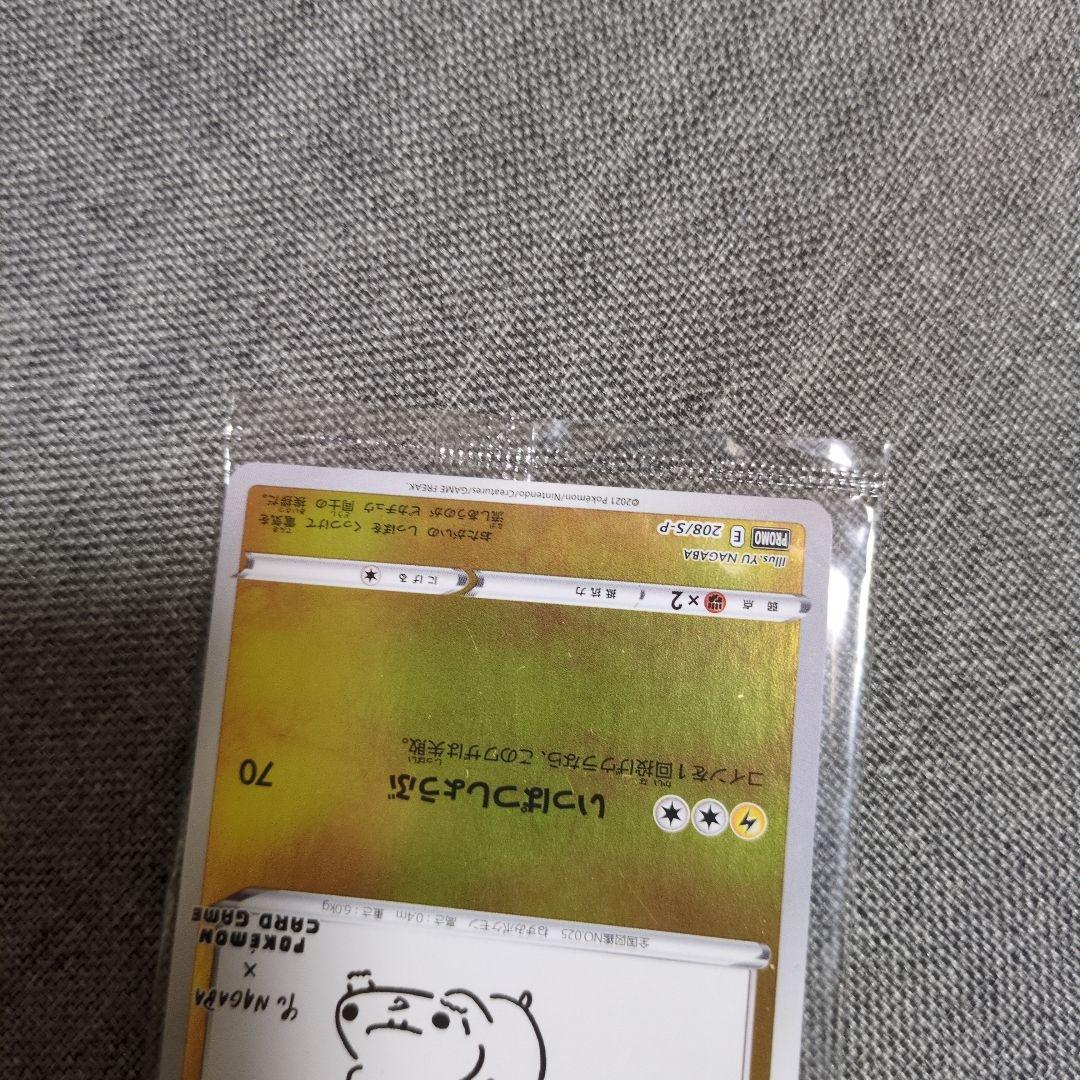 YU NAGABA
×
POKÉMON
CARD GAME
全国図鑑NO.025 ねずみポケモン 高さ:0.4m 重さ:6.0kg
いっぱつしょうぶ 70
コインを1回投げウラなら、このワザは失敗。
弱点 ×2 抵抗力 にげる
Illus. YU NAGABA
PROMO E 208/S-P
おたがいの しっぽを くっつけて 電気を
流しあうのが ピカチュウ 同士の 挨拶だ。
©2021 Pokémon/Nintendo/Creatures/GAME FREAK.